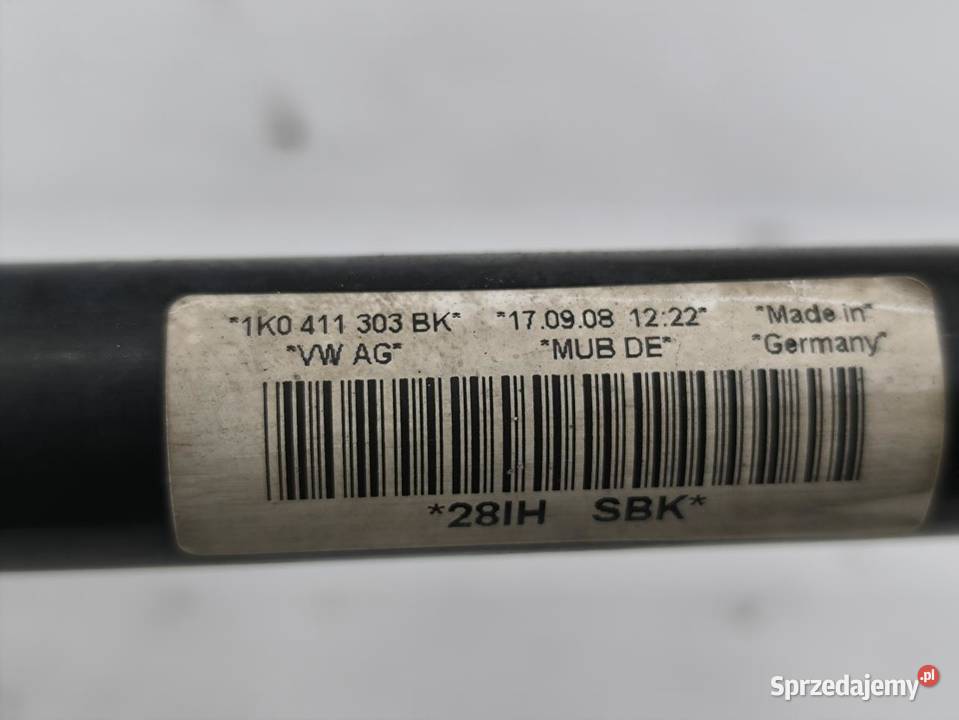 *1K0 411 303 BK* *17.09.08 12:22* *Made in*
*VW AG* *MUB DE* *Germany*
*28IH SBK*
Sprzedajemy.pl